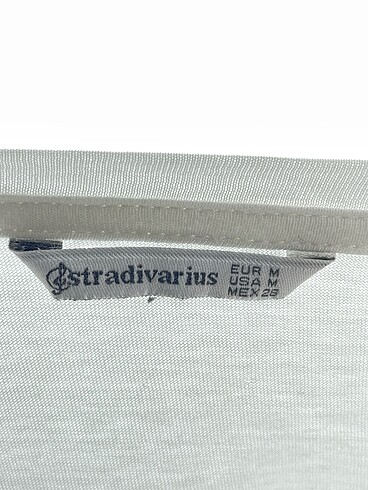 stradivarius
EUR M
USA M
MEX 28